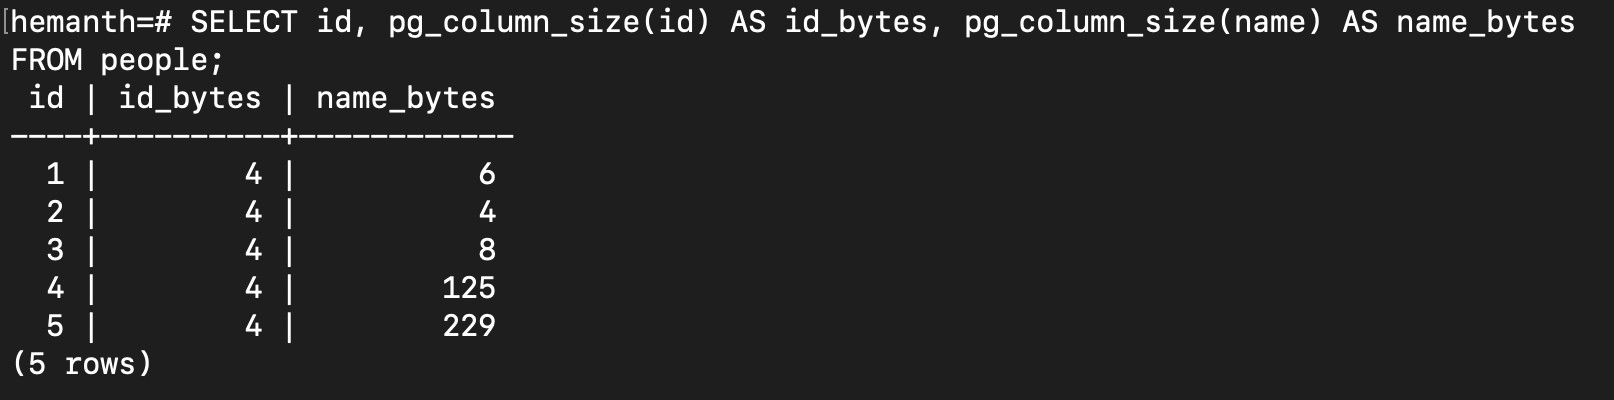 [hemanth=# SELECT id, pg_column_size(id) AS id_bytes, pg_column_size(name) AS name_bytes
FROM people;
 id | id_bytes | name_bytes
----+----------+------------
  1 |        4 |          6
  2 |        4 |          4
  3 |        4 |          8
  4 |        4 |        125
  5 |        4 |        229
(5 rows)